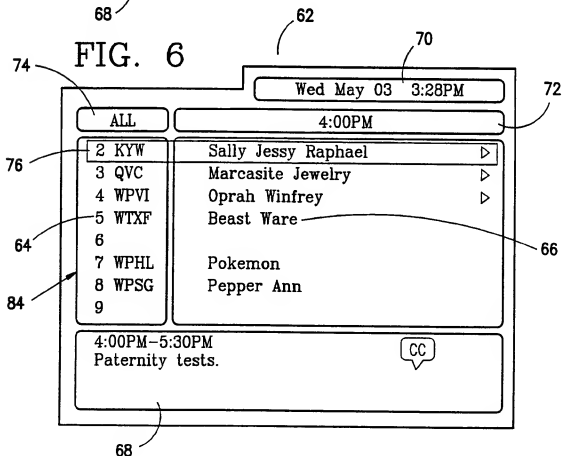 68
62
FIG. 6
70
74
Wed May 03 3:28PM
72
ALL 4:00PM
76
2 KYW Sally Jessy Raphael
3 QVC Marcasite Jewelry
4 WPVI Oprah Winfrey
64 5 WTXF Beast Ware 66
6
7 WPHL Pokemon
84 8 WPSG Pepper Ann
9
4:00PM-5:30PM CC
Paternity tests.
68